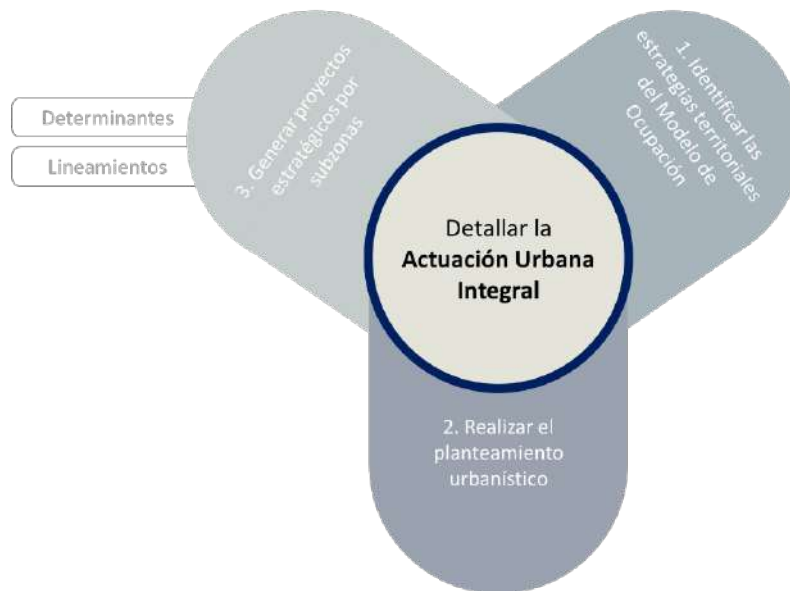 Determinantes
Lineamientos
3. Generar proyectos
estratégicos por
subzonas
1. Identificar las
estrategias territoriales
del Modelo de
Ocupación
Detallar la
Actuación Urbana
Integral
2. Realizar el
planteamiento
urbanístico